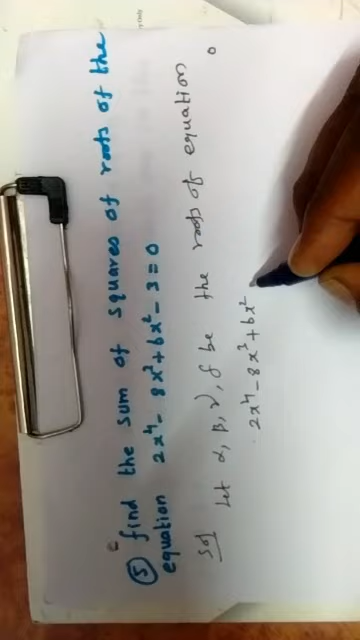 ⑤ find the sum of squares of roots of the
equation 2x⁴- 8x³+6x²-3=0
Sol Let α, β, γ, δ be the roots of equation
2x⁴-8x³+6x²